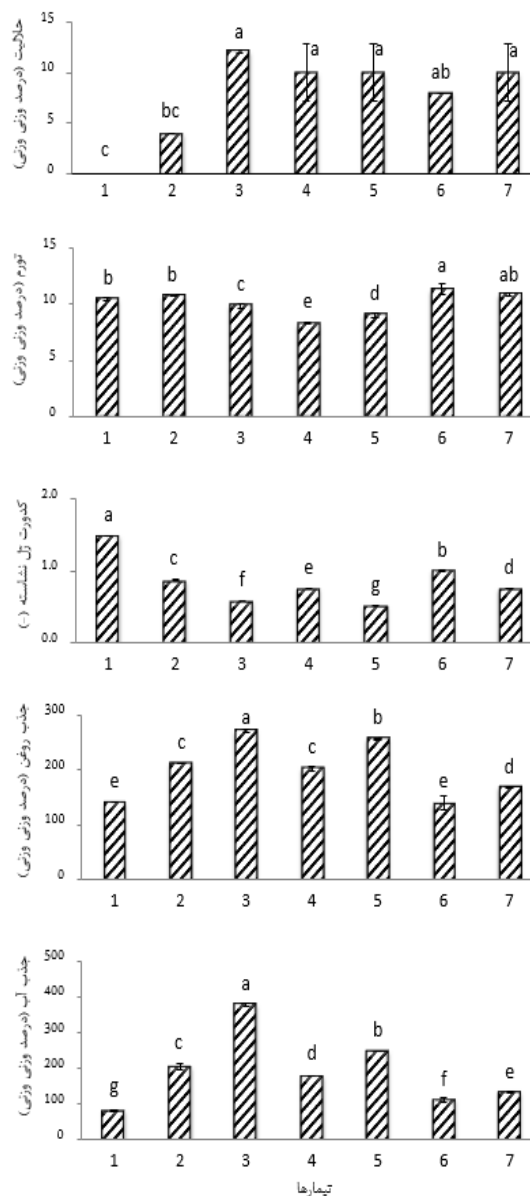 حلالیت (درصد وزنی وزنی)
15
10
5
0
c
bc
a
a
a
ab
a
1 2 3 4 5 6 7
تورم (درصد وزنی وزنی)
15
10
5
0
b
b
c
e
d
a
ab
1 2 3 4 5 6 7
کدورت ژل نشاسته (-)
2.0
1.0
0.0
a
c
f
e
g
b
d
1 2 3 4 5 6 7
جذب روغن (درصد وزنی وزنی)
300
200
100
0
e
c
a
c
b
e
d
1 2 3 4 5 6 7
جذب آب (درصد وزنی وزنی)
500
400
300
200
100
0
g
c
a
d
b
f
e
1 2 3 4 5 6 7
تیمارها